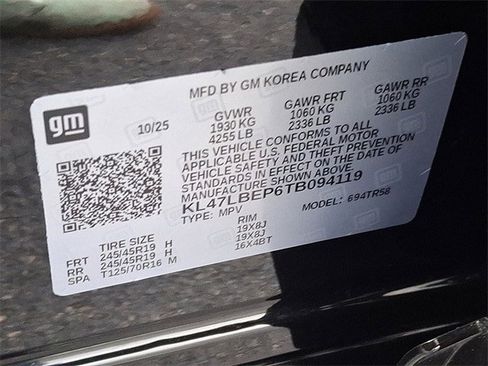 MFD BY GM KOREA COMPANY
gm
10/25
GVWR
1930 KG
4255 LB
GAWR FRT
1060 KG
2336 LB
GAWR RR
1060 KG
2336 LB
THIS VEHICLE CONFORMS TO ALL
APPLICABLE U.S. FEDERAL MOTOR
VEHICLE SAFETY AND THEFT PREVENTION
STANDARDS IN EFFECT ON THE DATE OF
MANUFACTURE SHOWN ABOVE.
KL47LBEP6TB094119
TYPE: MPV
MODEL: 694TR58
TIRE SIZE
RIM
FRT 245/45R19 H 19X8J
RR 245/45R19 H 19X8J
SPA T125/70R16 M 16X4BT